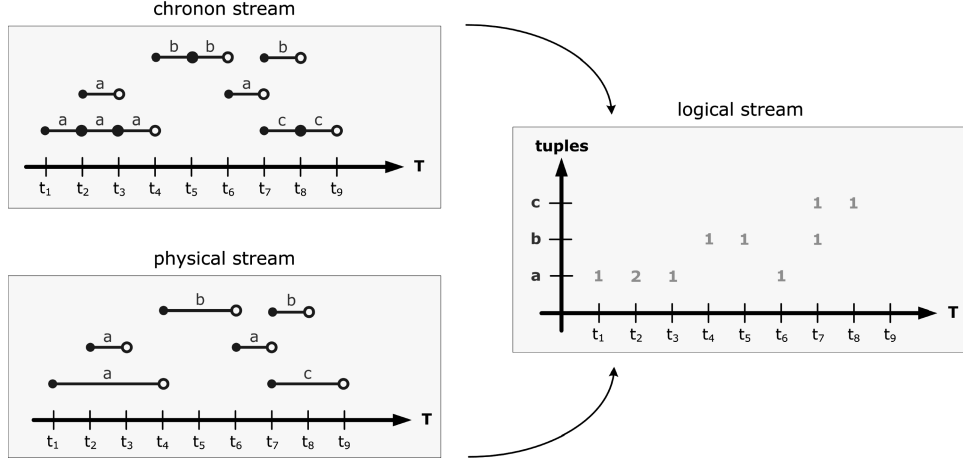 chronon stream
b b b
a a
a a a c c
T
t₁ t₂ t₃ t₄ t₅ t₆ t₇ t₈ t₉
physical stream
b b
a a
a c
T
t₁ t₂ t₃ t₄ t₅ t₆ t₇ t₈ t₉
logical stream
tuples
c 1 1
b 1 1 1
a 1 2 1 1
T
t₁ t₂ t₃ t₄ t₅ t₆ t₇ t₈ t₉